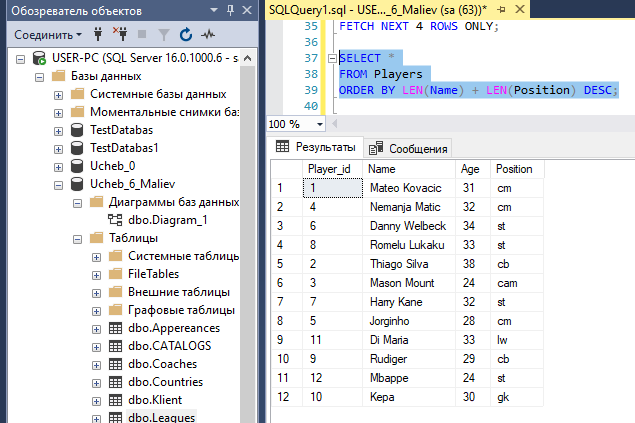 Обозреватель объектов
Соединить
USER-PC (SQL Server 16.0.1000.6 - s
Базы данных
Системные базы данных
Моментальные снимки баз
TestDatabas
TestDatabas1
Ucheb_0
Ucheb_6_Maliev
Диаграммы баз данных
dbo.Diagram_1
Таблицы
Системные таблицы
FileTables
Внешние таблицы
Графовые таблицы
dbo.Appereances
dbo.CATALOGS
dbo.Coaches
dbo.Countries
dbo.Klient
dbo.Leagues
SQLQuery1.sql - USE..._6_Maliev (sa (63))*
35 FETCH NEXT 4 ROWS ONLY;
36
37 SELECT *
38 FROM Players
39 ORDER BY LEN(Name) + LEN(Position) DESC;
40
100 %
Результаты Сообщения
Player_id Name Age Position
1 1 Mateo Kovacic 31 cm
2 4 Nemanja Matic 32 cm
3 6 Danny Welbeck 34 st
4 8 Romelu Lukaku 33 st
5 2 Thiago Silva 38 cb
6 3 Mason Mount 24 cam
7 7 Harry Kane 32 st
8 5 Jorginho 28 cm
9 11 Di Maria 33 lw
10 9 Rudiger 29 cb
11 12 Mbappe 24 st
12 10 Kepa 30 gk